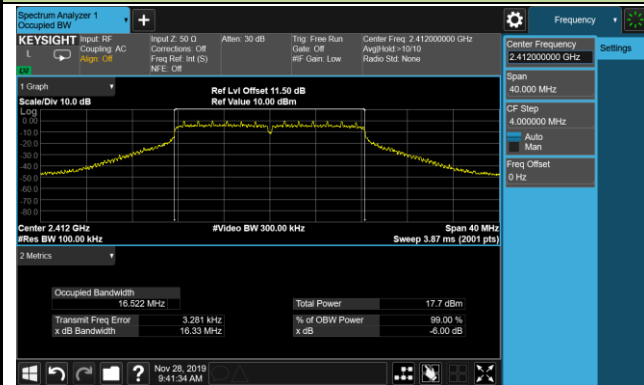 Spectrum Analyzer 1
Occupied BW
Frequency
KEYSIGHT
L
Input: RF
Coupling: AC
Align: Off
Input Z: 50 Ω
Corrections: Off
Freq Ref: Int (S)
NFE: Off
Atten: 30 dB
Trig: Free Run
Gate: Off
#IF Gain: Low
Center Freq: 2.412000000 GHz
Avg|Hold:>10/10
Radio Std: None
Center Frequency
2.412000000 GHz
Settings
Span
40.000 MHz
CF Step
4.000000 MHz
Auto
Man
Freq Offset
0 Hz
1 Graph
Scale/Div 10.0 dB
Ref Lvl Offset 11.50 dB
Ref Value 10.00 dBm
Log
0.00
-10.0
-20.0
-30.0
-40.0
-50.0
-60.0
-70.0
-80.0
Center 2.412 GHz
#Video BW 300.00 kHz
Span 40 MHz
#Res BW 100.00 kHz
Sweep 3.87 ms (2001 pts)
2 Metrics
Occupied Bandwidth
16.522 MHz
Total Power 17.7 dBm
Transmit Freq Error 3.281 kHz
% of OBW Power 99.00 %
x dB Bandwidth 16.33 MHz
x dB -6.00 dB
?
Nov 28, 2019
9:41:34 AM